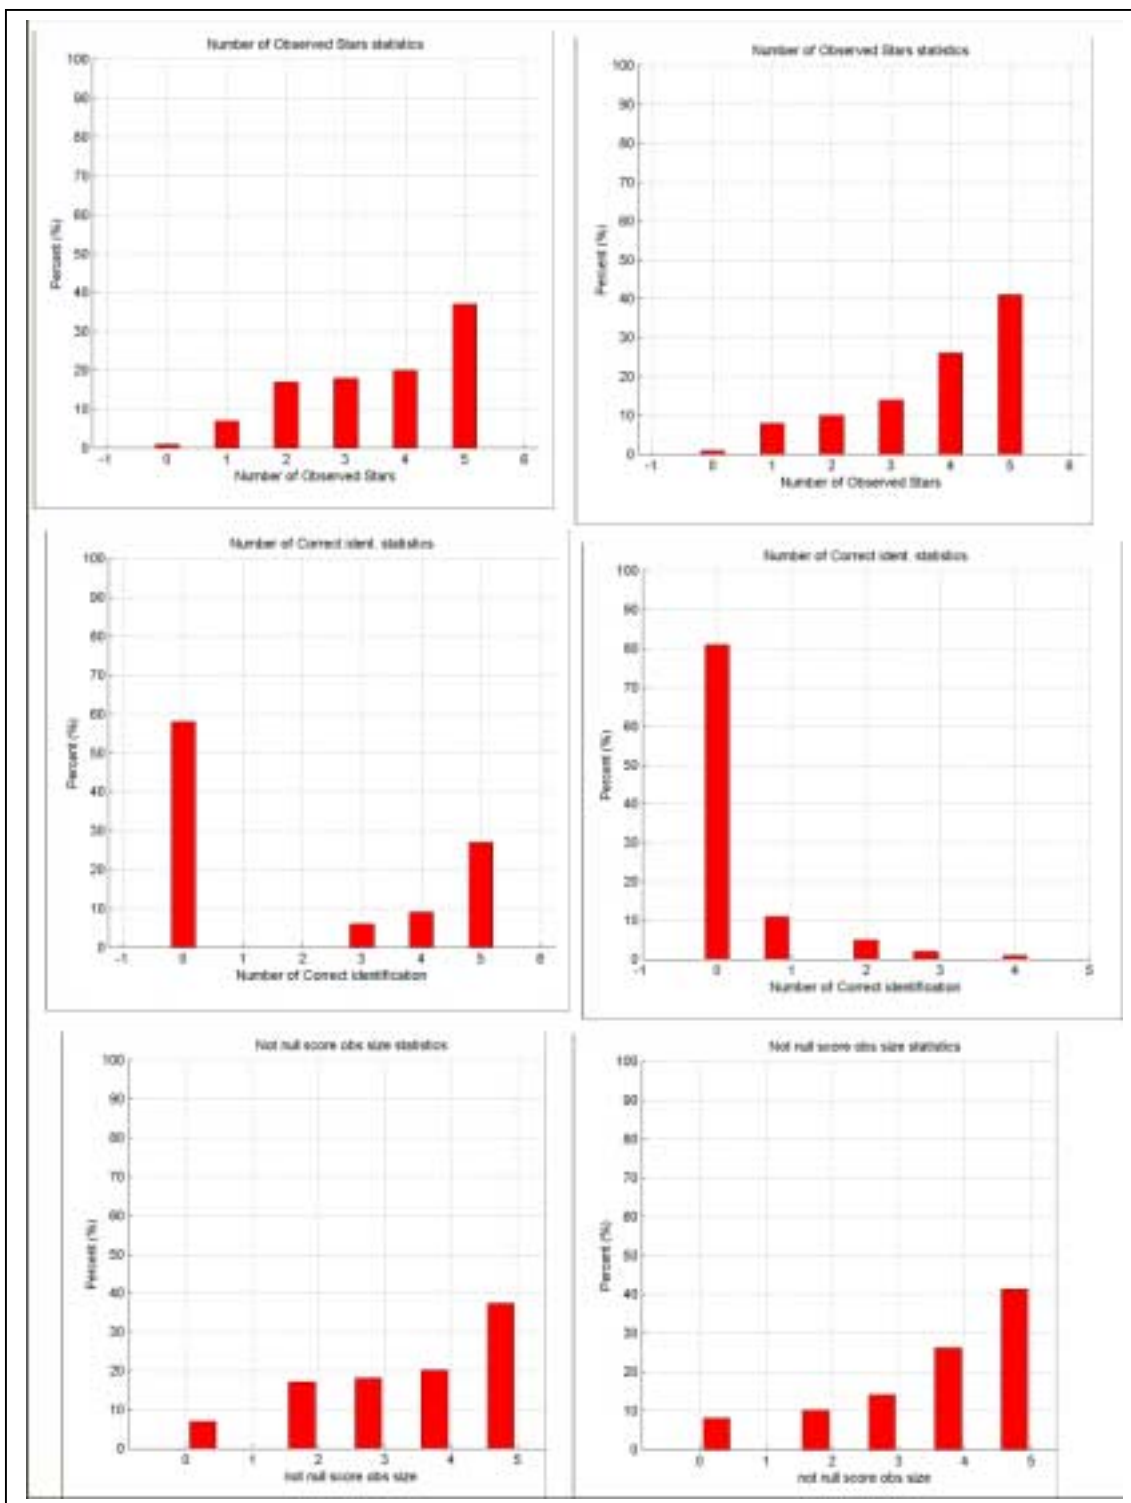 Number of Observed Stars statistics
100
90
80
70
60
50
40
30
20
10
0
Percent (%)
-1 0 1 2 3 4 5 6
Number of Observed Stars
Number of Observed Stars statistics
100
90
80
70
60
50
40
30
20
10
0
Percent (%)
-1 0 1 2 3 4 5 6
Number of Observed Stars
Number of Correct ident. statistics
100
90
80
70
60
50
40
30
20
10
0
Percent (%)
-1 0 1 2 3 4 5 6
Number of Correct identification
Number of Correct ident. statistics
100
90
80
70
60
50
40
30
20
10
0
Percent (%)
-1 0 1 2 3 4 5
Number of Correct identification
Not null score obs size statistics
100
90
80
70
60
50
40
30
20
10
0
Percent (%)
0 1 2 3 4 5
not null score obs size
Not null score obs size statistics
100
90
80
70
60
50
40
30
20
10
0
Percent (%)
0 1 2 3 4 5
not null score obs size